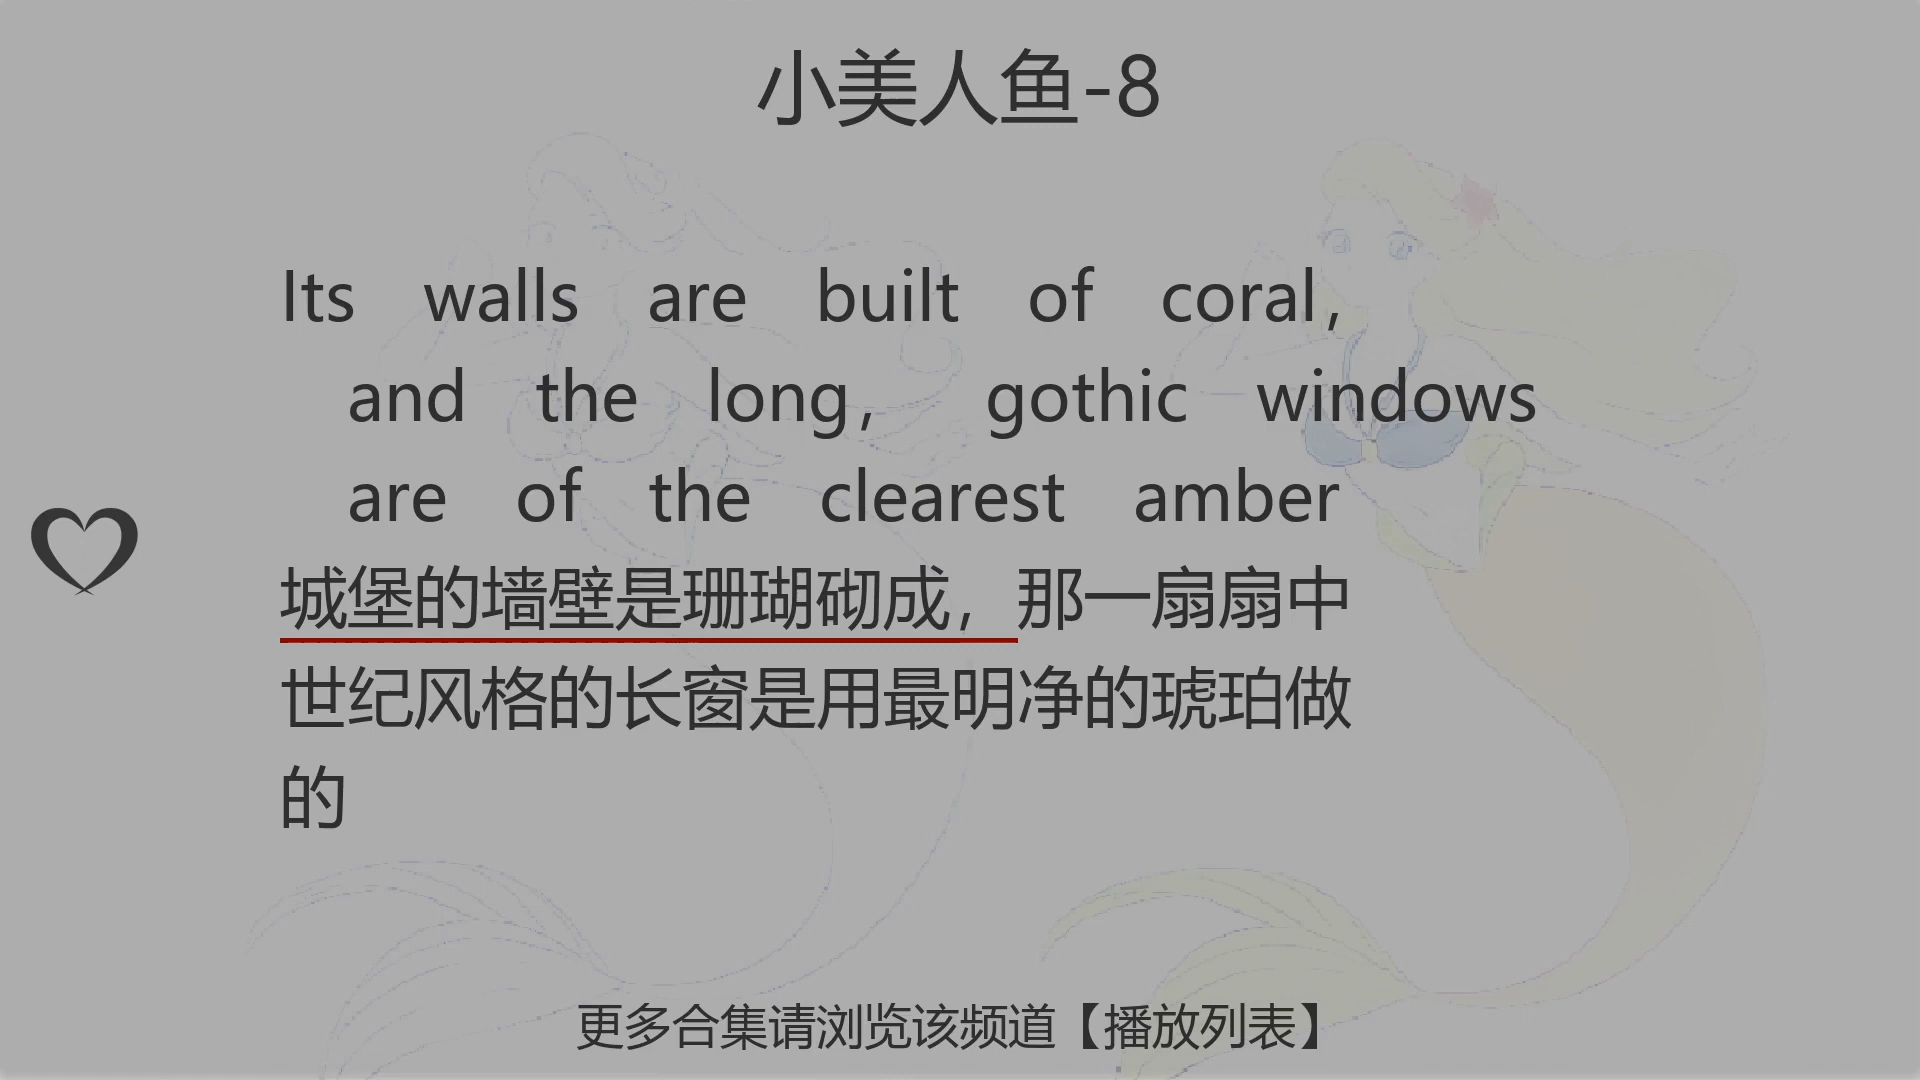 小美人鱼-8
Its walls are built of coral,
and the long, gothic windows
are of the clearest amber
城堡的墙壁是珊瑚砌成，那一扇扇中
世纪风格的长窗是用最明净的琥珀做
的
更多合集请浏览该频道【播放列表】